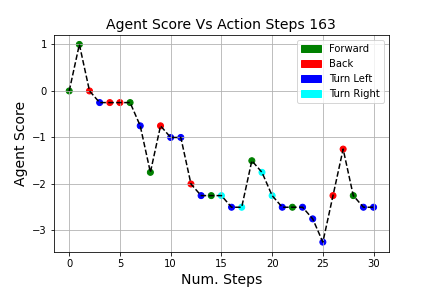 Agent Score Vs Action Steps 163
Forward
Back
Turn Left
Turn Right
1
0
−1
−2
−3
Agent Score
0 5 10 15 20 25 30
Num. Steps